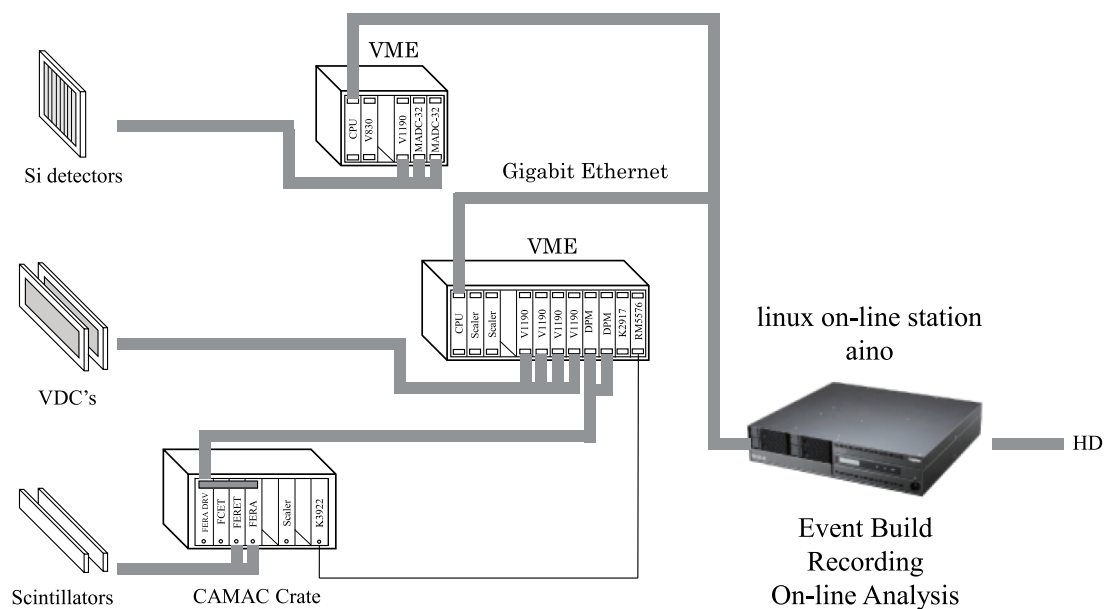 VME
CPU
V830
V1190
MADC-32
MADC-32
Si detectors
Gigabit Ethernet
VME
CPU
Scaler
Scaler
V1190
V1190
V1190
V1190
DPM
DPM
K2917
RM5576
VDC's
linux on-line station
aino
HD
FERA DRV
FCET
FERET
FERA
Scaler
K3922
Scintillators
CAMAC Crate
Event Build
Recording
On-line Analysis